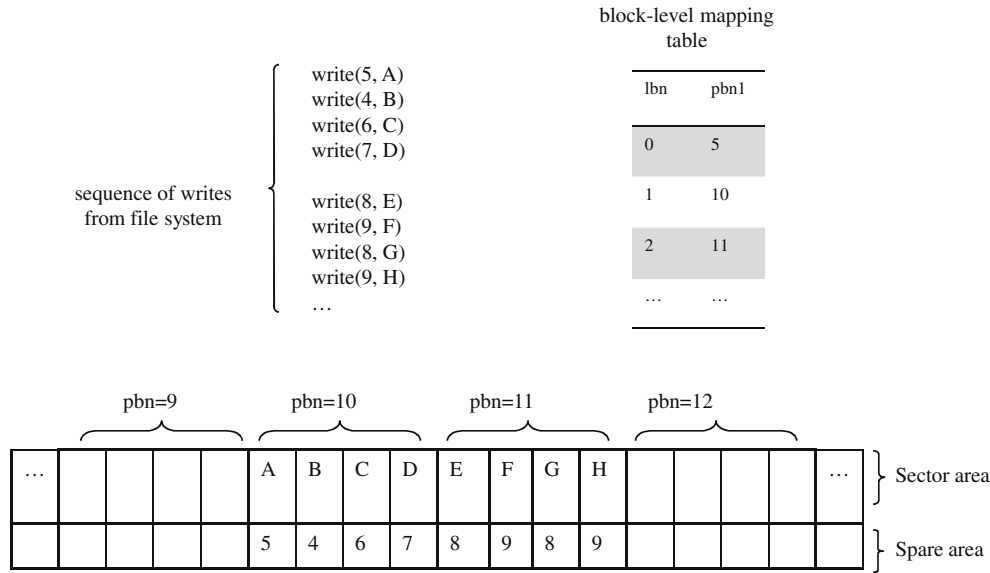 block-level mapping
table
write(5, A)
write(4, B)
write(6, C)
write(7, D)
write(8, E)
write(9, F)
write(8, G)
write(9, H)
…
sequence of writes
from file system
lbn pbn1
0 5
1 10
2 11
… …
pbn=9 pbn=10 pbn=11 pbn=12
… A B C D E F G H … Sector area
5 4 6 7 8 9 8 9 Spare area